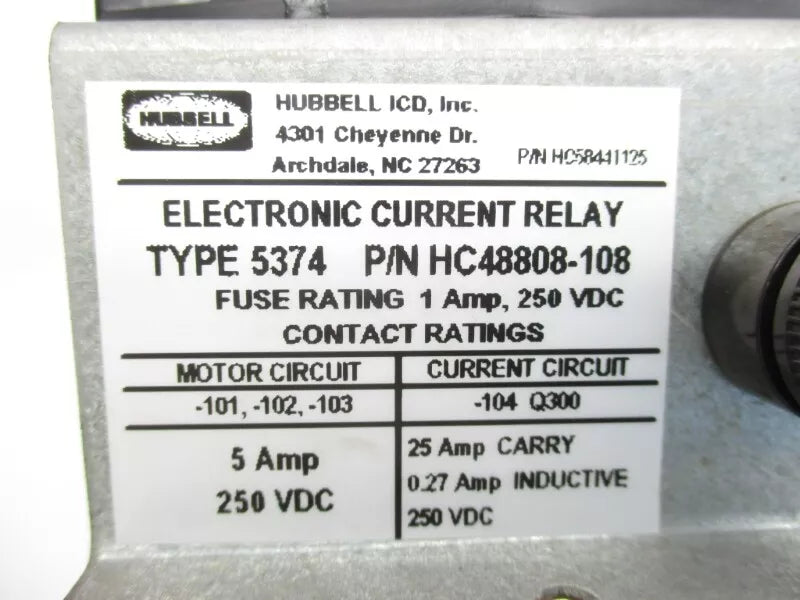 HUBBELL
HUBBELL ICD, Inc.
4301 Cheyenne Dr.
Archdale, NC 27263
P/N HC58441125
ELECTRONIC CURRENT RELAY
TYPE 5374 P/N HC48808-108
FUSE RATING 1 Amp, 250 VDC
CONTACT RATINGS
MOTOR CIRCUIT
-101, -102, -103
5 Amp
250 VDC
CURRENT CIRCUIT
-104 Q300
25 Amp CARRY
0.27 Amp INDUCTIVE
250 VDC